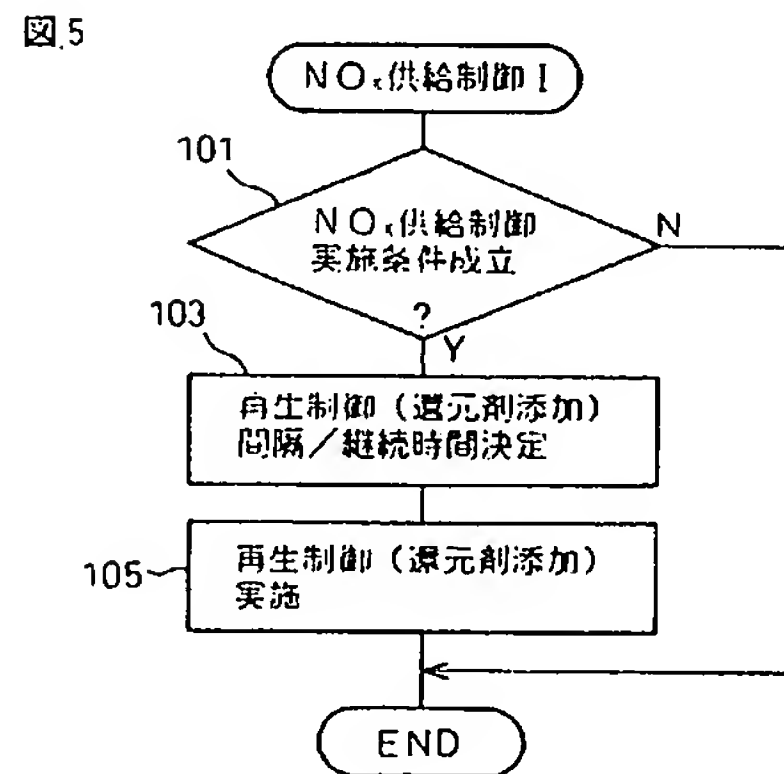 図.5
NOx供給制御 I
101
NOx供給制御
実施条件成立
?
N
Y
103
再生制御(還元剤添加)
間隔/継続時間決定
105
再生制御(還元剤添加)
実施
END